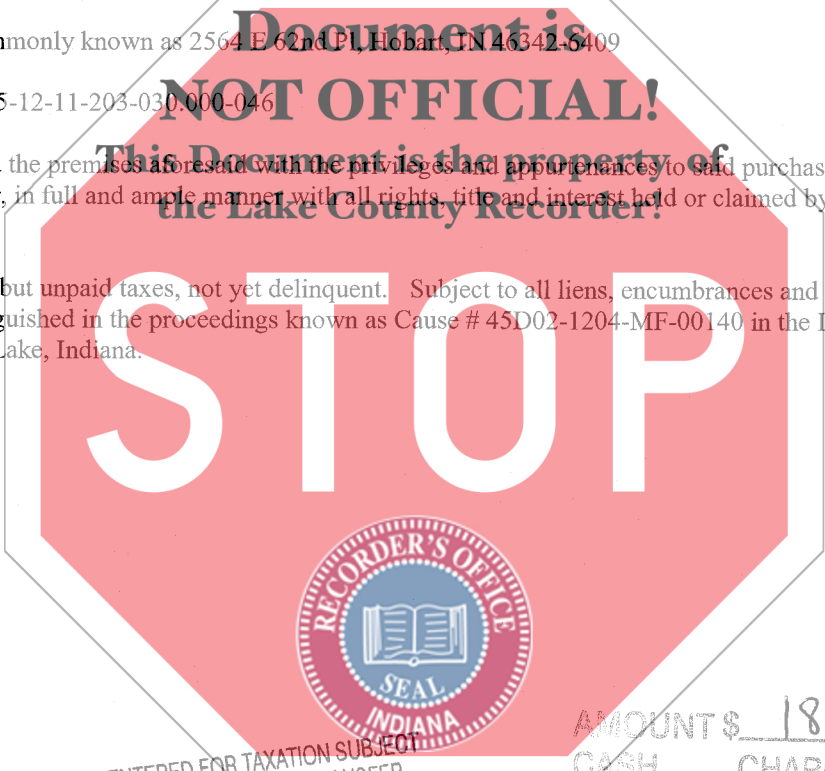 Document is
monly known as 2564 E 62nd Pl, Hobart, IN 46342-6409
NOT OFFICIAL!
-12-11-203-030.000-046
This Document is the property of
the premises aforesaid with the privileges and appurtenances to said purchas
, in full and ample manner with all rights, title and interest held or claimed by
the Lake County Recorder!
but unpaid taxes, not yet delinquent. Subject to all liens, encumbrances and
guished in the proceedings known as Cause # 45D02-1204-MF-00140 in the L
Lake, Indiana.
STOP
RECORDER'S OFFICE
SEAL
INDIANA
AMOUNT $ 18
ENTERED FOR TAXATION SUBJECT
CASH CHAR